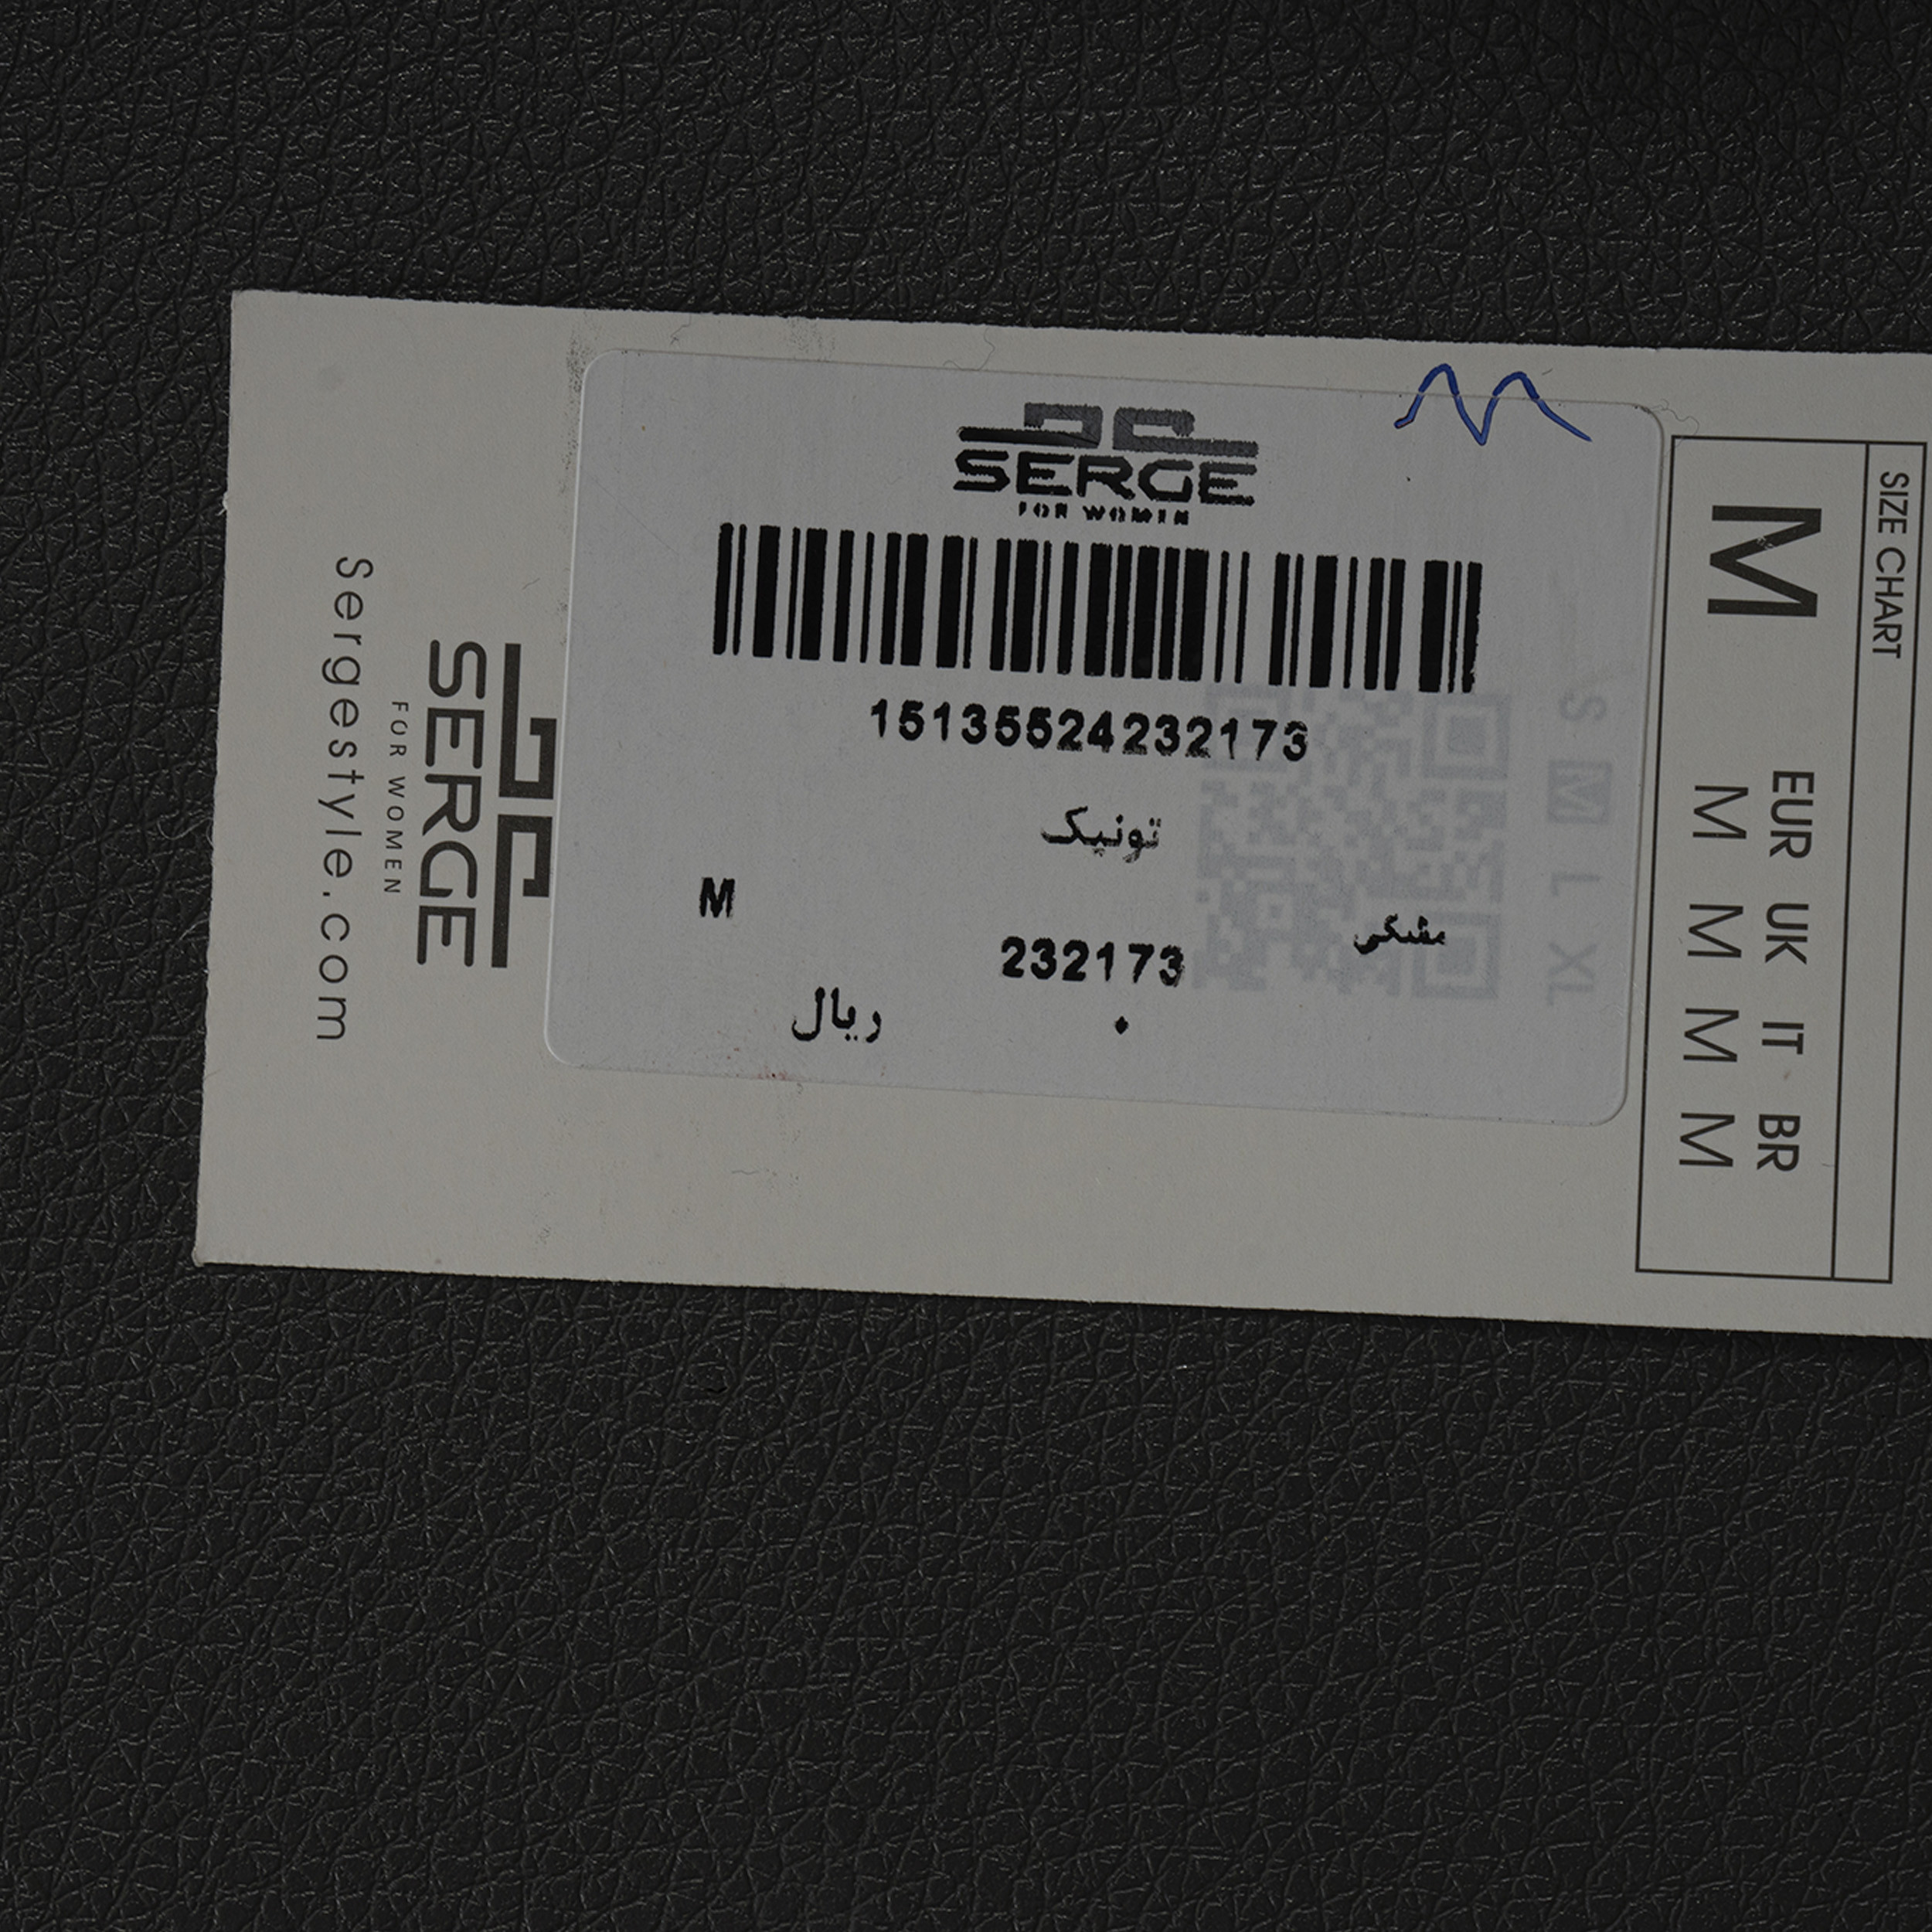 SERGE
FOR WOMEN
15135524232173
تونیک
M
232173
مشکی
۰ ریال
M
S M L XL
SERGE
FOR WOMEN
Sergestyle.com
SIZE CHART
M
EUR UK IT BR
M M M M